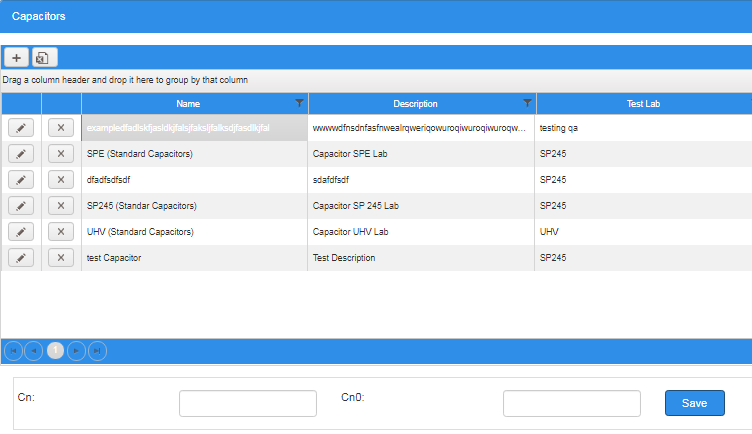 Capacitors
Drag a column header and drop it here to group by that column
Name Description Test Lab
wwwwdfnsdnfasfnwealrqweriqowuroqiwuroqiwuroqw... testing qa
SPE (Standard Capacitors) Capacitor SPE Lab SP245
dfadfsdfsdf sdafdfsdf SP245
SP245 (Standar Capacitors) Capacitor SP 245 Lab SP245
UHV (Standard Capacitors) Capacitor UHV Lab UHV
test Capacitor Test Description SP245
1
Cn: Cn0: Save